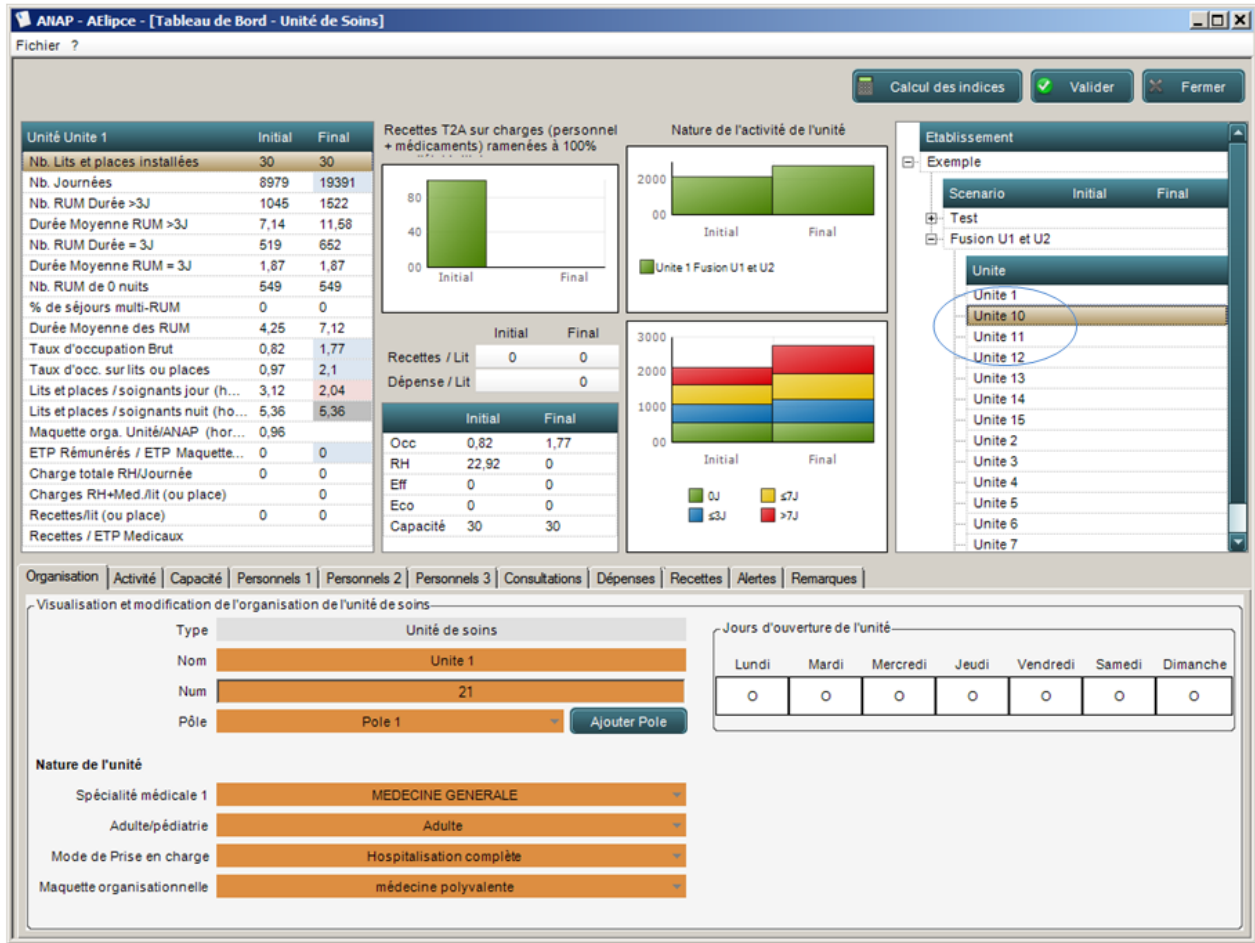 ANAP - AElipce - [Tableau de Bord - Unité de Soins]
Fichier ?
Calcul des indices Valider Fermer
Unité Unite 1 Initial Final
Nb. Lits et places installées 30 30
Nb. Journées 8979 19391
Nb. RUM Durée >3J 1045 1522
Durée Moyenne RUM >3J 7,14 11,58
Nb. RUM Durée = 3J 519 652
Durée Moyenne RUM = 3J 1,87 1,87
Nb. RUM de 0 nuits 549 549
% de séjours multi-RUM 0 0
Durée Moyenne des RUM 4,25 7,12
Taux d'occupation Brut 0,82 1,77
Taux d'occ. sur lits ou places 0,97 2,1
Lits et places / soignants jour (h... 3,12 2,04
Lits et places / soignants nuit (ho... 5,36 5,36
Maquette orga. Unité/ANAP (hor... 0,96
ETP Rémunérés / ETP Maquette... 0 0
Charge totale RH/Journée 0 0
Charges RH+Med./lit (ou place) 0
Recettes/lit (ou place) 0 0
Recettes / ETP Medicaux
Recettes T2A sur charges (personnel
+ médicaments) ramenées à 100%
80
40
00
Initial Final
Initial Final
Recettes / Lit 0 0
Dépense / Lit 0
Initial Final
Occ 0,82 1,77
RH 22,92 0
Eff 0 0
Eco 0 0
Capacité 30 30
Nature de l'activité de l'unité
2000
00
Initial Final
Unite 1 Fusion U1 et U2
3000
2000
1000
00
Initial Final
0J ≤7J
≤3J >7J
Etablissement
Exemple
Scenario Initial Final
Test
Fusion U1 et U2
Unite
Unite 1
Unite 10
Unite 11
Unite 12
Unite 13
Unite 14
Unite 15
Unite 2
Unite 3
Unite 4
Unite 5
Unite 6
Unite 7
Organisation Activité Capacité Personnels 1 Personnels 2 Personnels 3 Consultations Dépenses Recettes Alertes Remarques
Visualisation et modification de l'organisation de l'unité de soins
Type Unité de soins
Nom Unite 1
Num 21
Pôle Pole 1 Ajouter Pole
Jours d'ouverture de l'unité
Lundi Mardi Mercredi Jeudi Vendredi Samedi Dimanche
O O O O O O O
Nature de l'unité
Spécialité médicale 1 MEDECINE GENERALE
Adulte/pédiatrie Adulte
Mode de Prise en charge Hospitalisation complète
Maquette organisationnelle médecine polyvalente